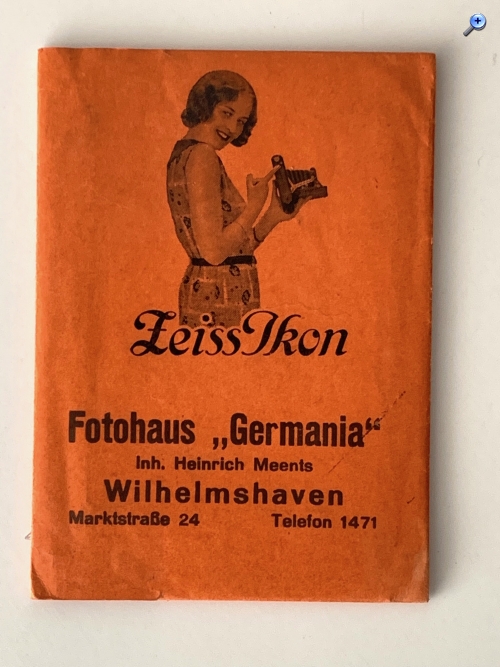 Zeiss Ikon
Fotohaus „Germania“
Inh. Heinrich Meents
Wilhelmshaven
Marktstraße 24 Telefon 1471